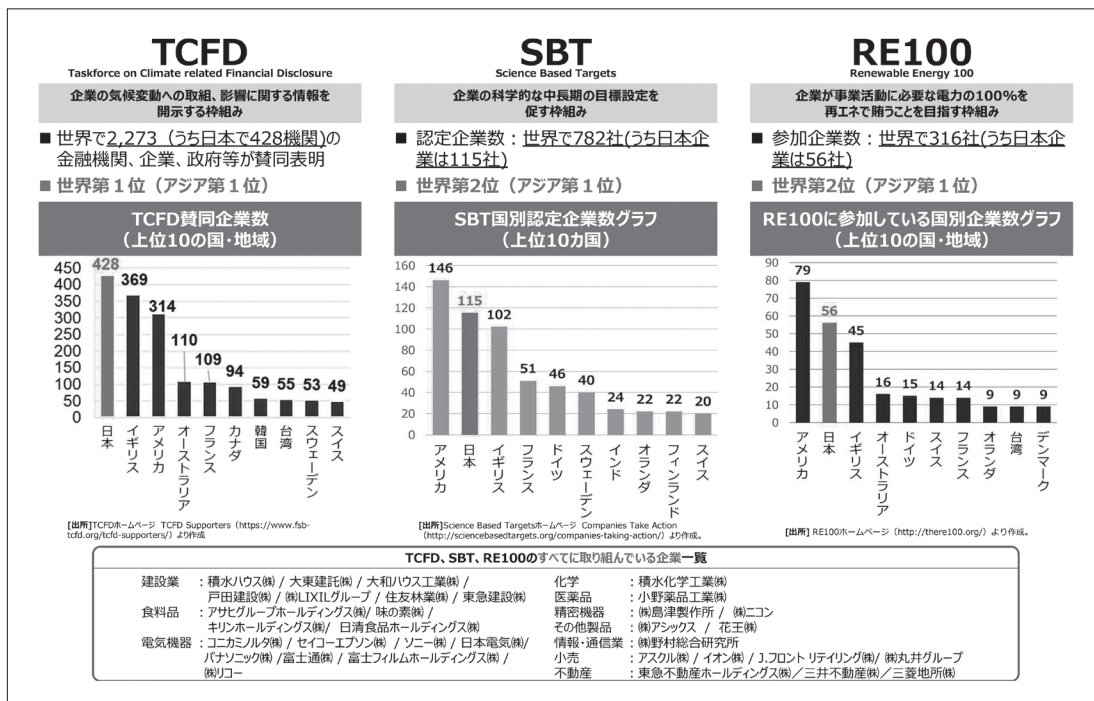 TCFD
Taskforce on Climate related Financial Disclosure
企業の気候変動への取組、影響に関する情報を
開示する枠組み
■ 世界で2,273（うち日本で428機関)の
金融機関、企業、政府等が賛同表明
■ 世界第１位（アジア第１位）
TCFD賛同企業数
（上位10の国・地域）
450
400
350
300
250
200
150
100
50
0
428
369
314
110
109
94
59
55
53
49
日本
イギリス
アメリカ
オーストラリア
フランス
カナダ
韓国
台湾
スウェーデン
スイス
[出所]TCFDホームページ TCFD Supporters（https://www.fsb-
tcfd.org/tcfd-supporters/）より作成
SBT
Science Based Targets
企業の科学的な中長期の目標設定を
促す枠組み
■ 認定企業数：世界で782社(うち日本企
業は115社)
■ 世界第2位（アジア第１位）
SBT国別認定企業数グラフ
（上位10カ国）
160
140
120
100
80
60
40
20
0
146
115
102
51
46
40
24
22
22
20
アメリカ
日本
イギリス
フランス
ドイツ
スウェーデン
インド
オランダ
フィンランド
スイス
[出所]Science Based Targetsホームページ Companies Take Action
（http://sciencebasedtargets.org/companies-taking-action/）より作成。
RE100
Renewable Energy 100
企業が事業活動に必要な電力の100%を
再エネで賄うことを目指す枠組み
■ 参加企業数：世界で316社(うち日本企
業は56社)
■ 世界第2位（アジア第１位）
RE100に参加している国別企業数グラフ
（上位10の国・地域）
90
80
70
60
50
40
30
20
10
0
79
56
45
16
15
14
14
9
9
9
アメリカ
日本
イギリス
オーストラリア
ドイツ
スイス
フランス
オランダ
台湾
デンマーク
[出所] RE100ホームページ（http://there100.org/）より作成。
TCFD、SBT、RE100のすべてに取り組んでいる企業一覧
建設業 ：積水ハウス㈱ / 大東建託㈱ / 大和ハウス工業㈱ /
戸田建設㈱ / ㈱LIXILグループ / 住友林業㈱ / 東急建設㈱
食料品 ：アサヒグループホールディングス㈱/ 味の素㈱ /
キリンホールディングス㈱/ 日清食品ホールディングス㈱
電気機器 ：コニカミノルタ㈱ / セイコーエプソン㈱ / ソニー㈱ / 日本電気㈱/
パナソニック㈱ /富士通㈱ / 富士フィルムホールディングス㈱ /
㈱リコー
化学 ：積水化学工業㈱
医薬品 ：小野薬品工業㈱
精密機器 ：㈱島津製作所 / ㈱ニコン
その他製品 ：㈱アシックス / 花王㈱
情報・通信業 ：㈱野村総合研究所
小売 ：アスクル㈱ / イオン㈱ / J.フロント リテイリング㈱/ ㈱丸井グループ
不動産 ：東急不動産ホールディングス㈱／三井不動産㈱／三菱地所㈱